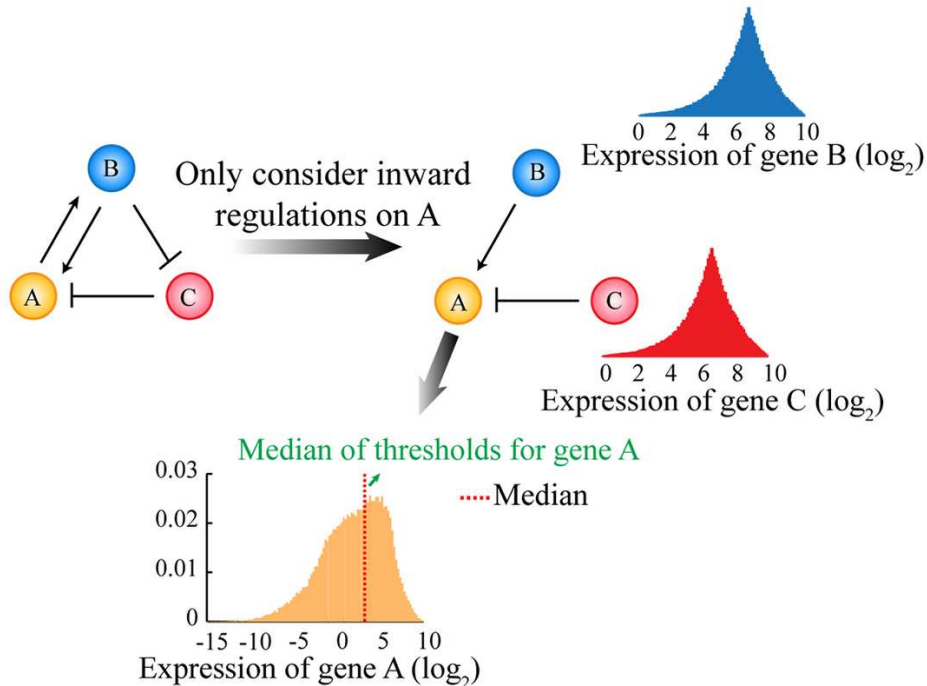 0 2 4 6 8 10
Expression of gene B (log2)
B
A
C
Only consider inward
regulations on A
B
A
C
0 2 4 6 8 10
Expression of gene C (log2)
Median of thresholds for gene A
Median
0.03
0.02
0.01
0
-15 -10 -5 0 5 10
Expression of gene A (log2)